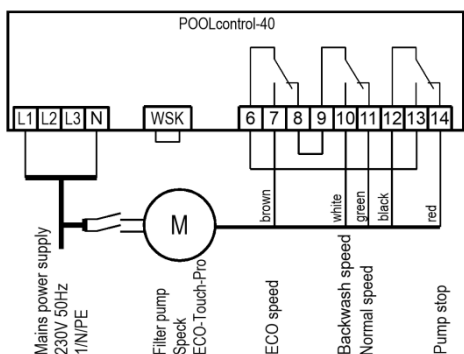 POOLcontrol-40
L1 L2 L3 N WSK 6 7 8 9 10 11 12 13 14
brown white green black red
M
Mains power supply
230V 50Hz
1/N/PE
Filter pump
Speck
ECO-Touch-Pro
ECO speed
Backwash speed
Normal speed
Pump stop